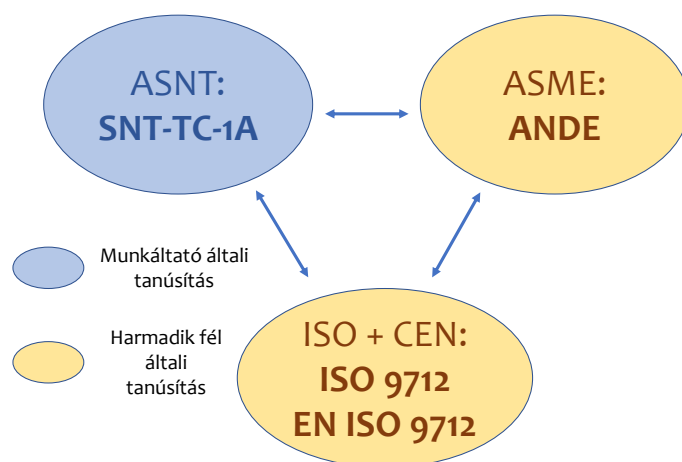 ASNT:
SNT-TC-1A
ASME:
ANDE
Munkáltató általi
tanúsítás
Harmadik fél
általi
tanúsítás
ISO + CEN:
ISO 9712
EN ISO 9712